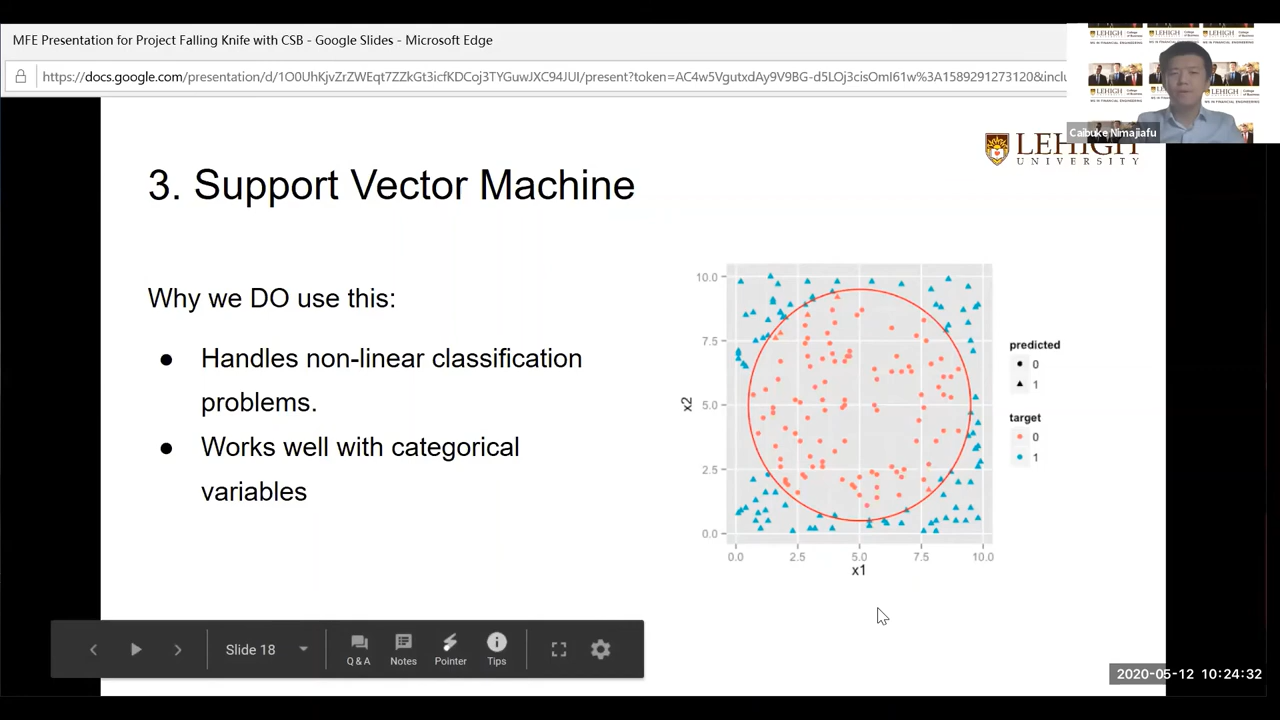 MFE Presentation for Project Falling Knife with CSB - Google Slides - Microsoft Edge
https://docs.google.com/presentation/d/1O0UhKjvZrZWEqt7ZZkGt3icfKDCoj3TYGuwJXC94JUI/present?token=AC4w5VgutxdAy9V9BG-d5LOj3cisOmI61w%3A1589291273120&inclu
Caibuke Nimajiafu
LEHIGH
UNIVERSITY
3. Support Vector Machine
Why we DO use this:
● Handles non-linear classification
problems.
● Works well with categorical
variables
10.0
7.5
5.0
2.5
0.0
x2
0.0 2.5 5.0 7.5 10.0
x1
predicted
0
1
target
0
1
Slide 18
Q & A Notes Pointer Tips
2020-05-12 10:24:32